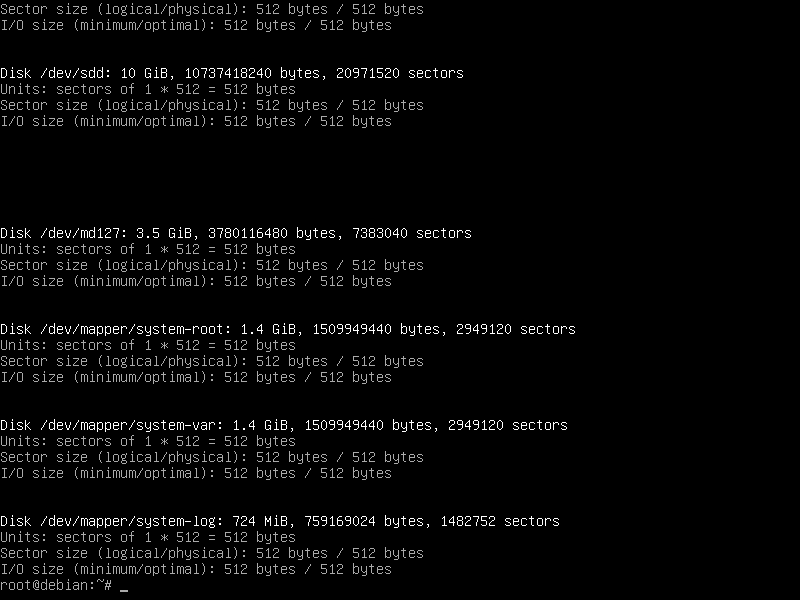 Sector size (logical/physical): 512 bytes / 512 bytes
I/O size (minimum/optimal): 512 bytes / 512 bytes
Disk /dev/sdd: 10 GiB, 10737418240 bytes, 20971520 sectors
Units: sectors of 1 * 512 = 512 bytes
Sector size (logical/physical): 512 bytes / 512 bytes
I/O size (minimum/optimal): 512 bytes / 512 bytes
Disk /dev/md127: 3.5 GiB, 3780116480 bytes, 7383040 sectors
Units: sectors of 1 * 512 = 512 bytes
Sector size (logical/physical): 512 bytes / 512 bytes
I/O size (minimum/optimal): 512 bytes / 512 bytes
Disk /dev/mapper/system-root: 1.4 GiB, 1509949440 bytes, 2949120 sectors
Units: sectors of 1 * 512 = 512 bytes
Sector size (logical/physical): 512 bytes / 512 bytes
I/O size (minimum/optimal): 512 bytes / 512 bytes
Disk /dev/mapper/system-var: 1.4 GiB, 1509949440 bytes, 2949120 sectors
Units: sectors of 1 * 512 = 512 bytes
Sector size (logical/physical): 512 bytes / 512 bytes
I/O size (minimum/optimal): 512 bytes / 512 bytes
Disk /dev/mapper/system-log: 724 MiB, 759169024 bytes, 1482752 sectors
Units: sectors of 1 * 512 = 512 bytes
Sector size (logical/physical): 512 bytes / 512 bytes
I/O size (minimum/optimal): 512 bytes / 512 bytes
root@debian:~# _